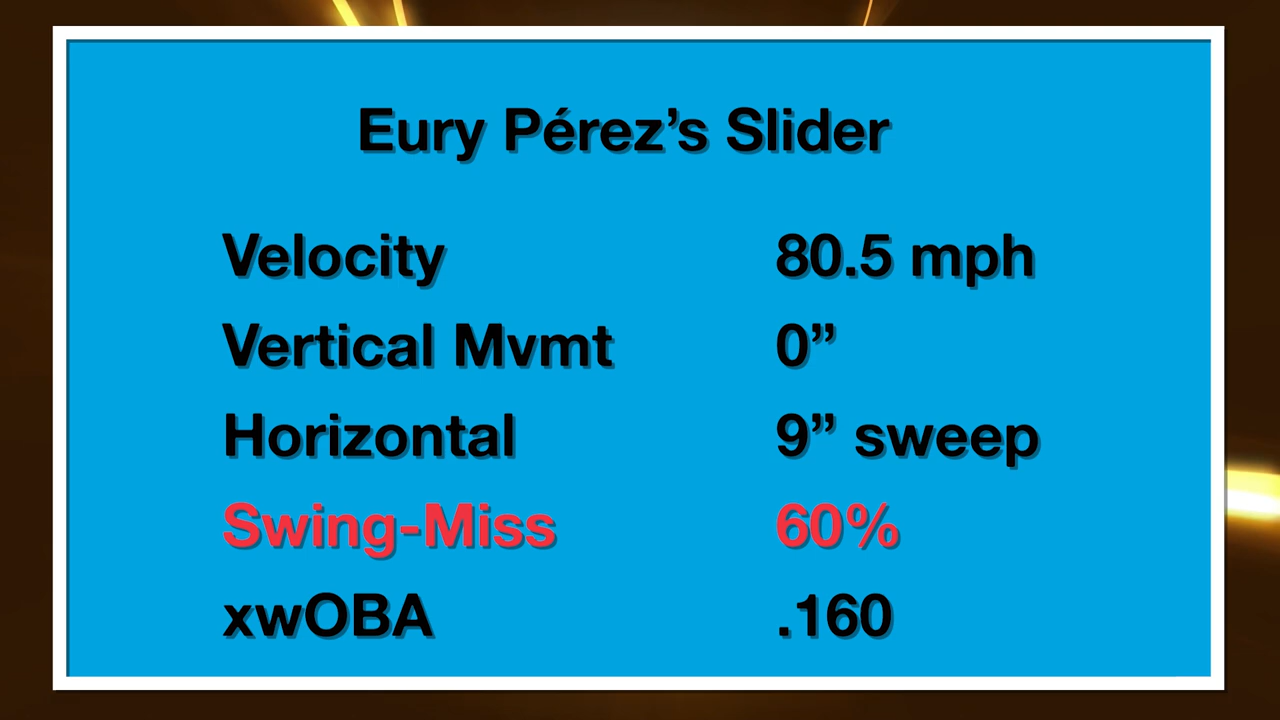 Eury Pérez’s Slider
Velocity 80.5 mph
Vertical Mvmt 0”
Horizontal 9” sweep
Swing-Miss 60%
xwOBA .160